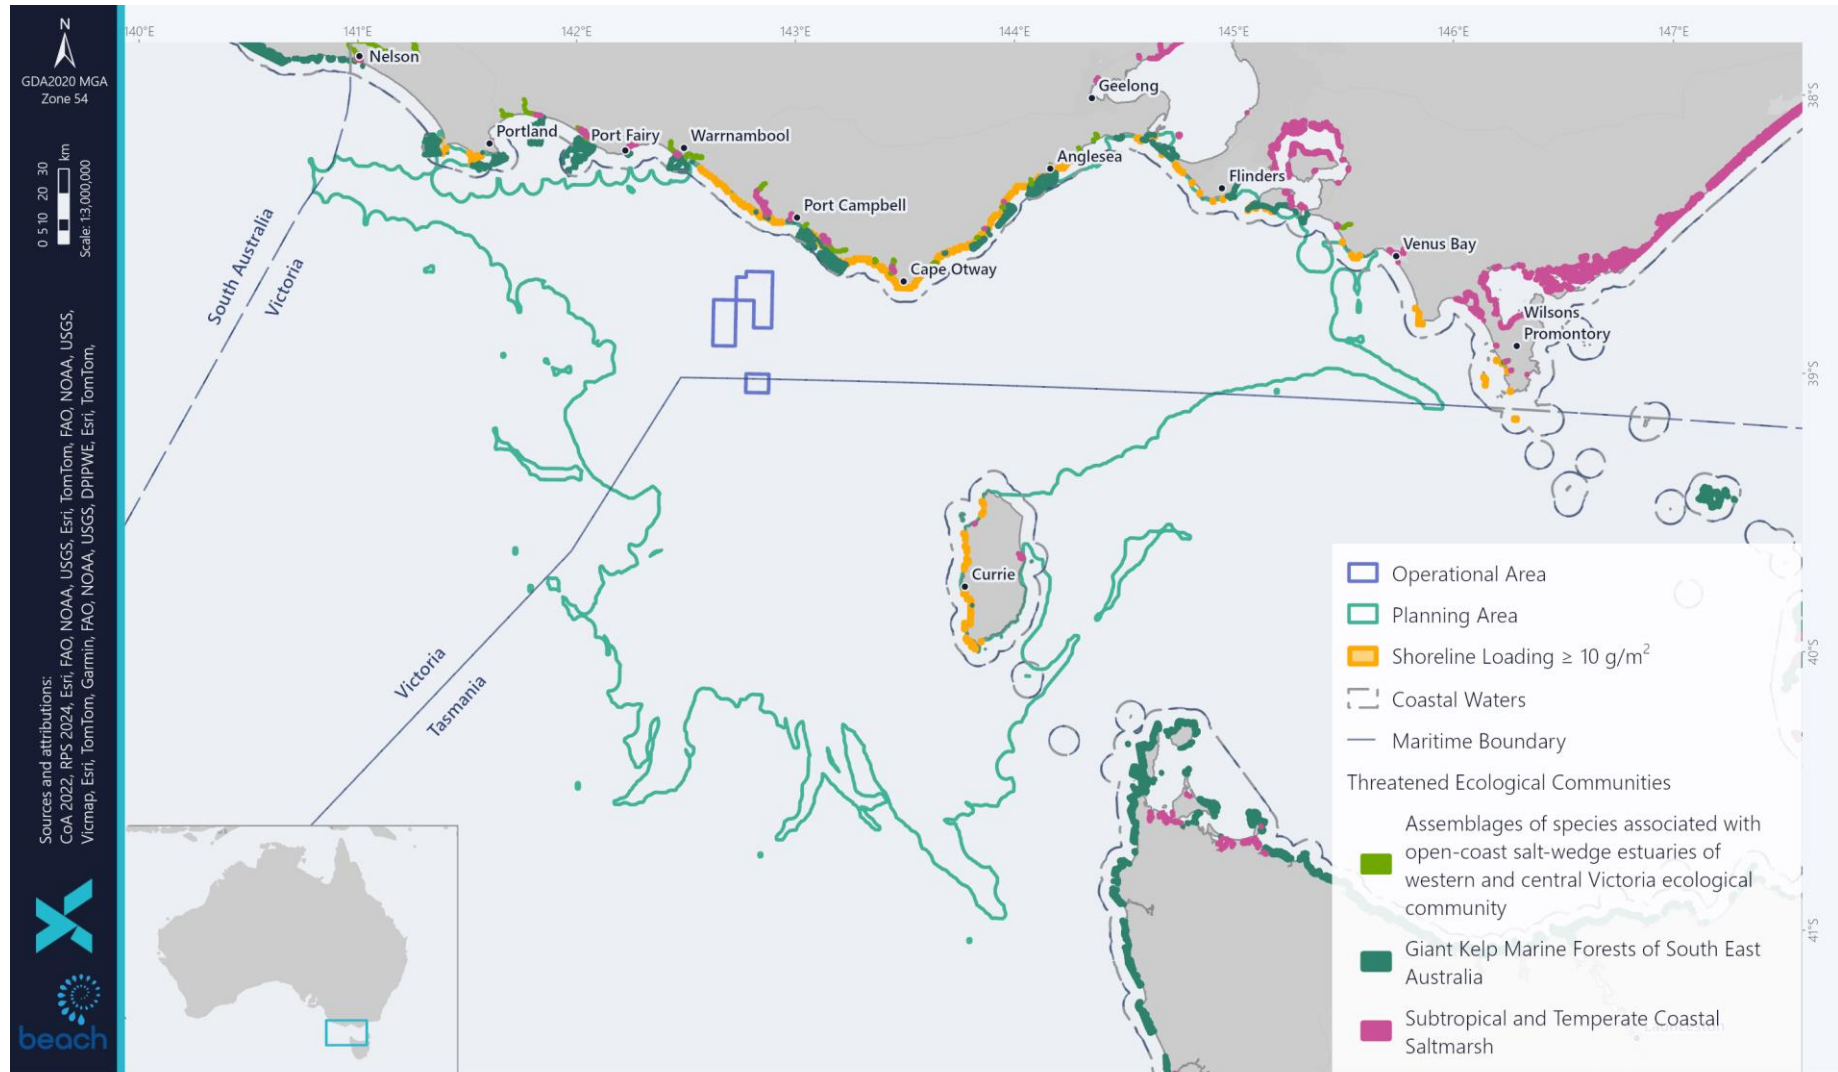 N
GDA2020 MGA
Zone 54
0 5 10 20 30
km
Scale: 1:3,000,000
Sources and attributions:
CoA 2022, RPS 2024, Esri, FAO, NOAA, USGS, Esri, TomTom, FAO, NOAA, USGS,
Vicmap, Esri, TomTom, Garmin, FAO, NOAA, USGS, DPIPWE, Esri, TomTom,
beach
140°E
141°E
142°E
143°E
144°E
145°E
146°E
147°E
38°S
39°S
40°S
41°S
Nelson
Portland
Port Fairy
Warrnambool
Port Campbell
Cape Otway
Geelong
Anglesea
Flinders
Venus Bay
Wilsons
Promontory
Currie
South Australia
Victoria
Victoria
Tasmania
Operational Area
Planning Area
Shoreline Loading ≥ 10 g/m²
Coastal Waters
Maritime Boundary
Threatened Ecological Communities
Assemblages of species associated with
open-coast salt-wedge estuaries of
western and central Victoria ecological
community
Giant Kelp Marine Forests of South East
Australia
Subtropical and Temperate Coastal
Saltmarsh